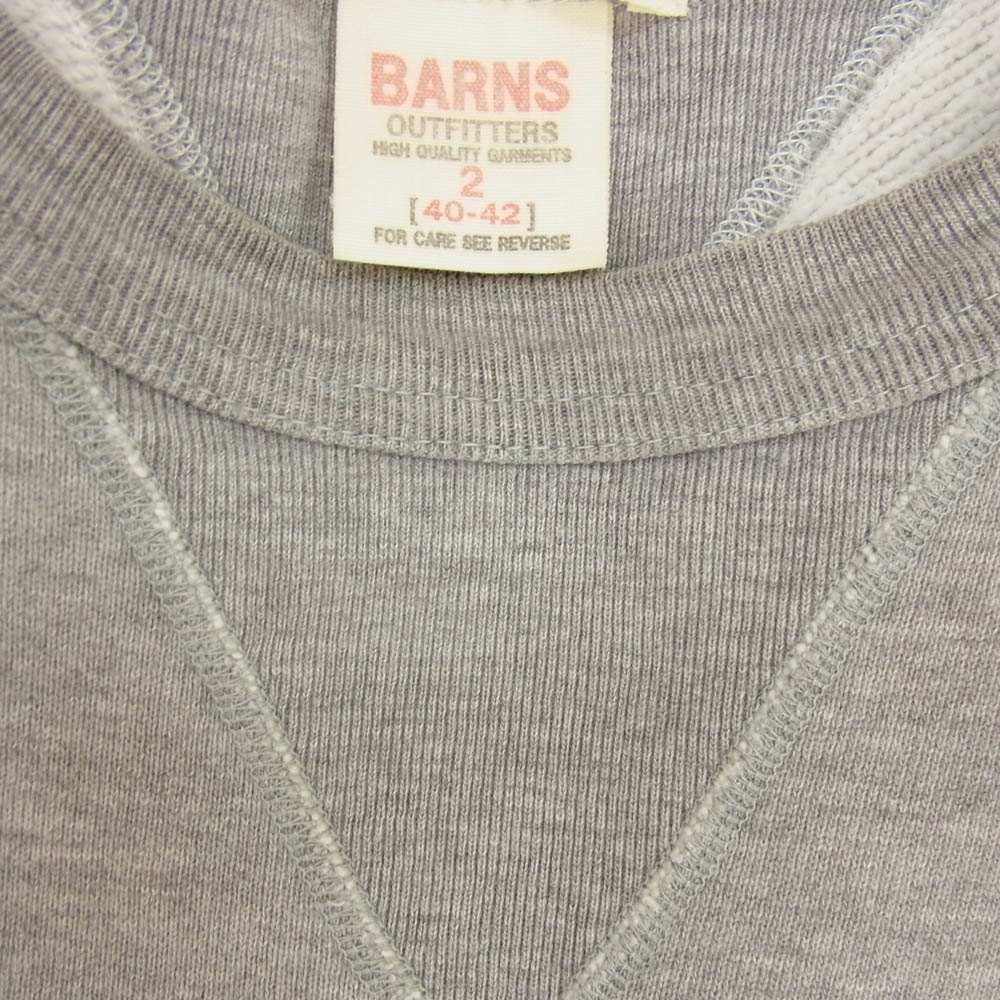 BARNS
OUTFITTERS
HIGH QUALITY GARMENTS
2
[40-42]
FOR CARE SEE REVERSE